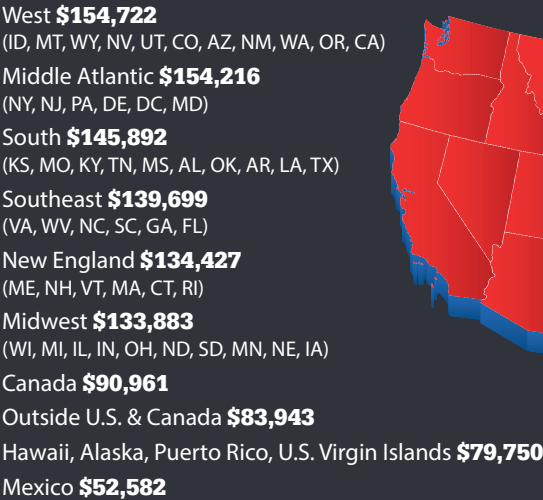 West $154,722
(ID, MT, WY, NV, UT, CO, AZ, NM, WA, OR, CA)
Middle Atlantic $154,216
(NY, NJ, PA, DE, DC, MD)
South $145,892
(KS, MO, KY, TN, MS, AL, OK, AR, LA, TX)
Southeast $139,699
(VA, WV, NC, SC, GA, FL)
New England $134,427
(ME, NH, VT, MA, CT, RI)
Midwest $133,883
(WI, MI, IL, IN, OH, ND, SD, MN, NE, IA)
Canada $90,961
Outside U.S. & Canada $83,943
Hawaii, Alaska, Puerto Rico, U.S. Virgin Islands $79,750
Mexico $52,582